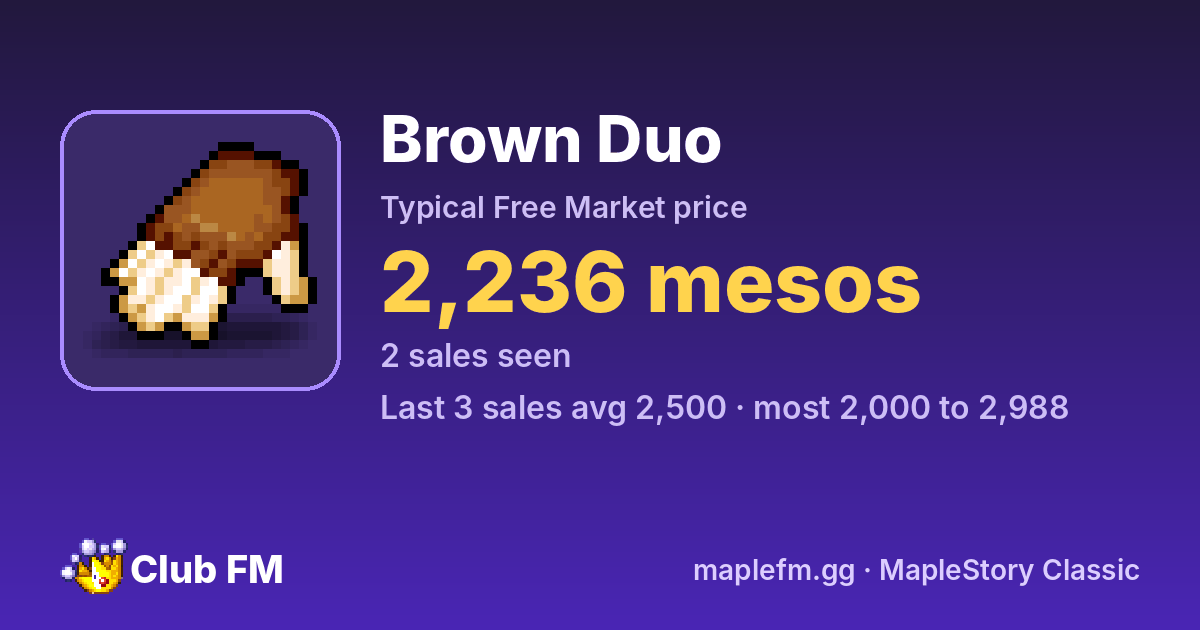 Brown Duo
Typical Free Market price
2,236 mesos
2 sales seen
Last 3 sales avg 2,500 · most 2,000 to 2,988
Club FM
maplefm.gg · MapleStory Classic